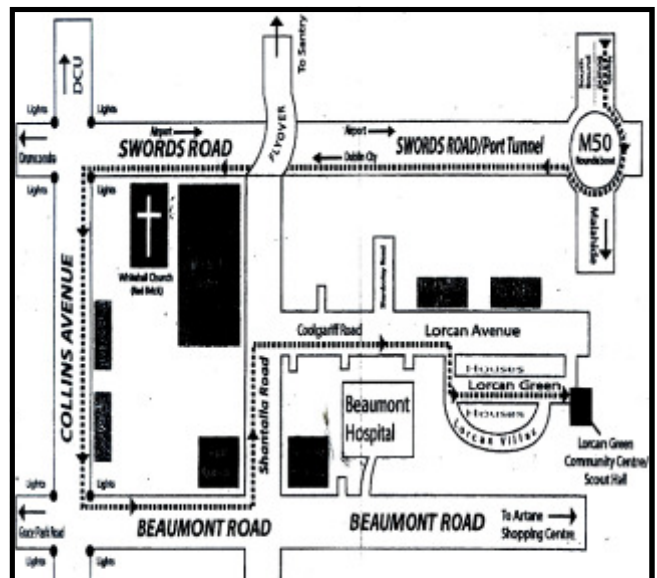 To Santry
DCU
Lights
Lights
Airport
Airport
Drumcondra
SWORDS ROAD
FLYOVER
SWORDS ROAD/Port Tunnel
M50
Roundabout
Dublin City
Lights
Lights
Malahide
Whitehall Church
COLLINS AVENUE
Coolgariff Road
Lorcan Avenue
Houses
Lorcan Green
Houses
Lorcan Villas
Shantalla Road
Beaumont
Hospital
Lorcan Green
Community Centre/
Scout Hall
Lights
Lights
Grace Park Road
BEAUMONT ROAD
BEAUMONT ROAD
To Artane
Shopping Centre
Lights
Lights